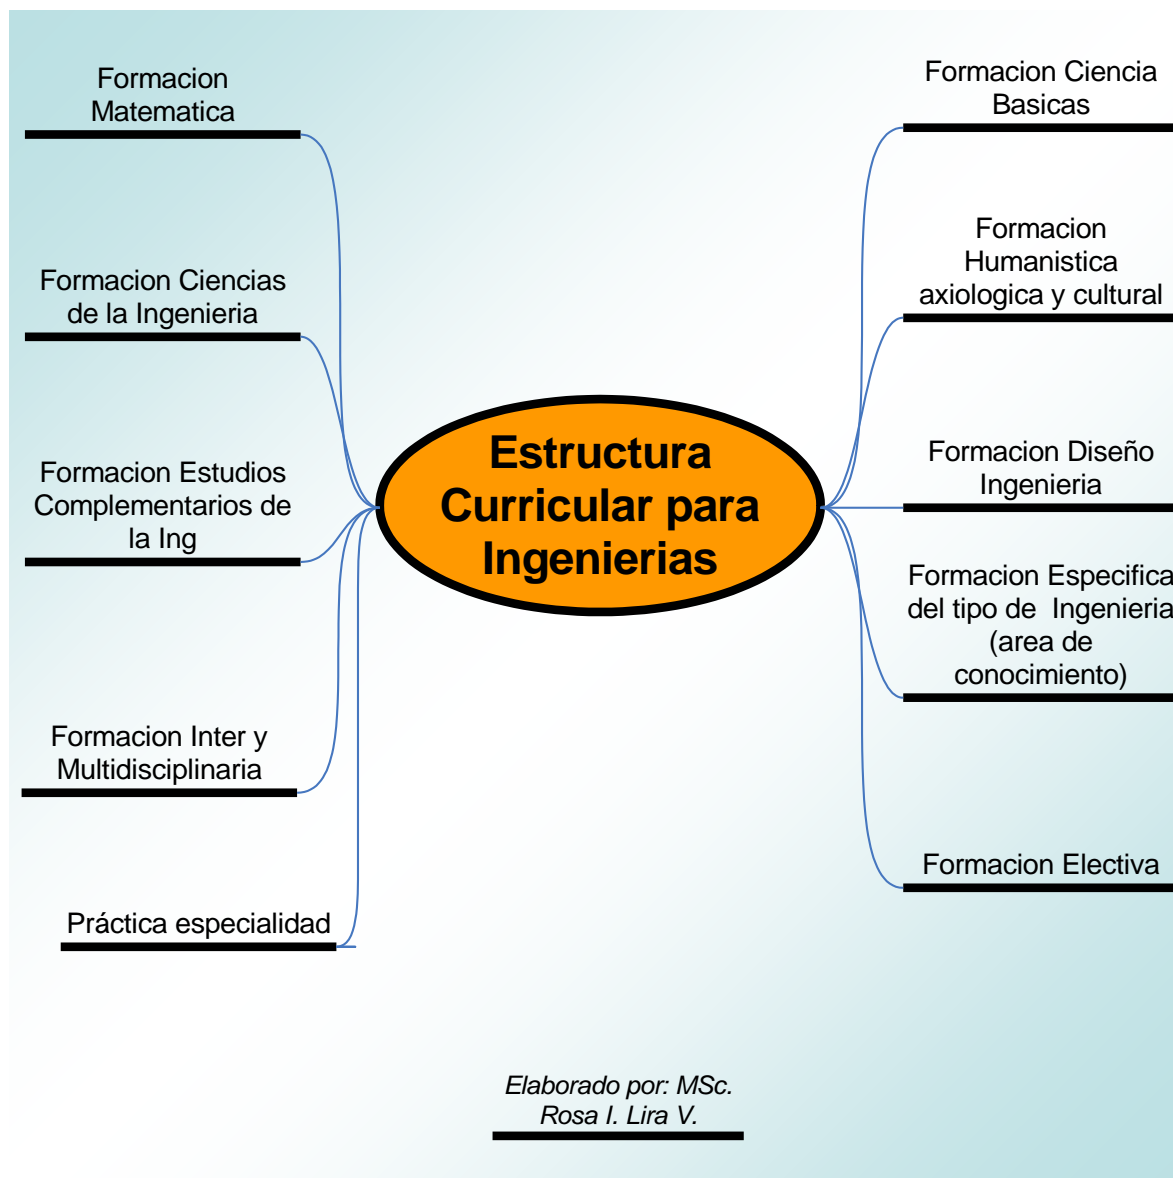 Formacion
Matematica
Formacion Ciencias
de la Ingenieria
Formacion Estudios
Complementarios de
la Ing
Formacion Inter y
Multidisciplinaria
Práctica especialidad
Estructura
Curricular para
Ingenierias
Formacion Ciencia
Basicas
Formacion
Humanistica
axiologica y cultural
Formacion Diseño
Ingenieria
Formacion Especifica
del tipo de  Ingenieria
(area de
conocimiento)
Formacion Electiva
Elaborado por: MSc.
Rosa I. Lira V.